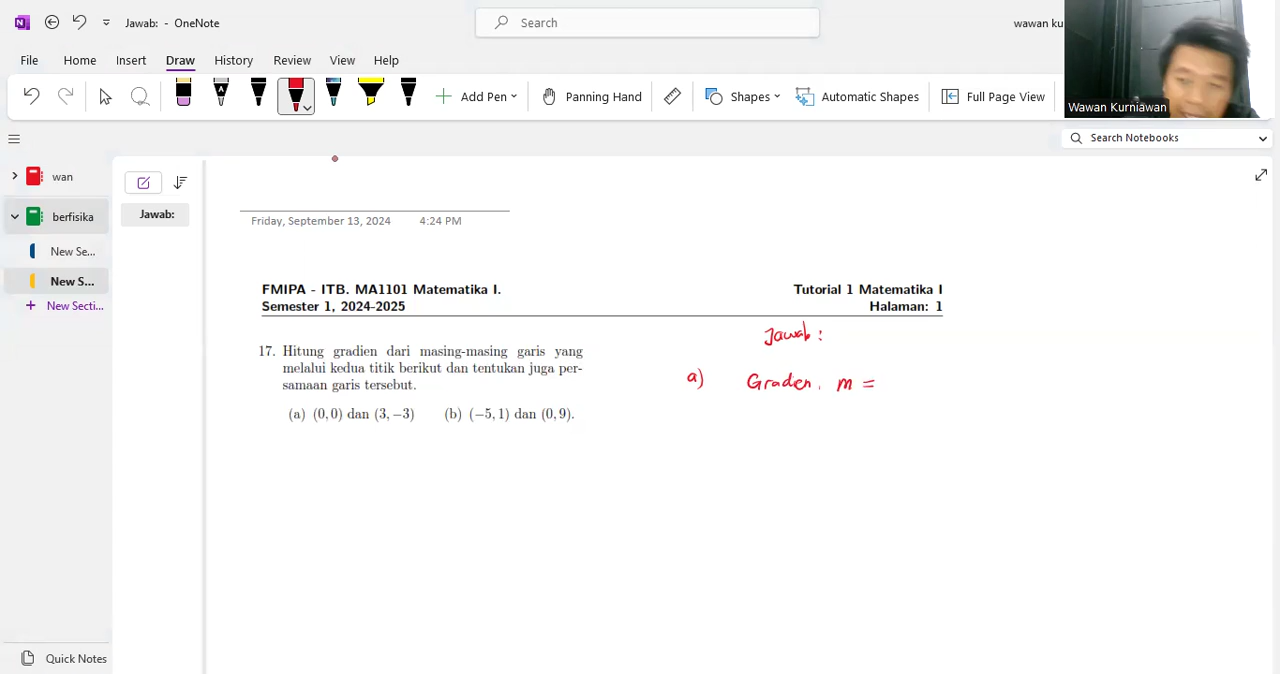 Jawab: - OneNote
Search
wawan ku
File
Home
Insert
Draw
History
Review
View
Help
Add Pen
Panning Hand
Shapes
Automatic Shapes
Full Page View
Wawan Kurniawan
Search Notebooks
wan
berfisika
New Se...
New S...
New Secti...
Jawab:
Friday, September 13, 2024 4:24 PM
FMIPA - ITB. MA1101 Matematika I.
Semester 1, 2024-2025
Tutorial 1 Matematika I
Halaman: 1
17. Hitung gradien dari masing-masing garis yang
melalui kedua titik berikut dan tentukan juga per-
samaan garis tersebut.
(a) (0, 0) dan (3, −3) (b) (−5, 1) dan (0, 9).
Jawab :
a) Gradien. m =
Quick Notes